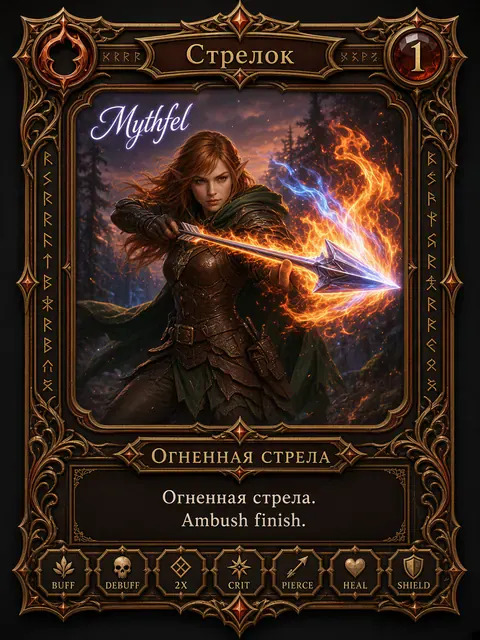 Стрелок
1
Mythfel
Огненная стрела
Огненная стрела.
Ambush finish.
BUFF
DEBUFF
2X
CRIT
PIERCE
HEAL
SHIELD